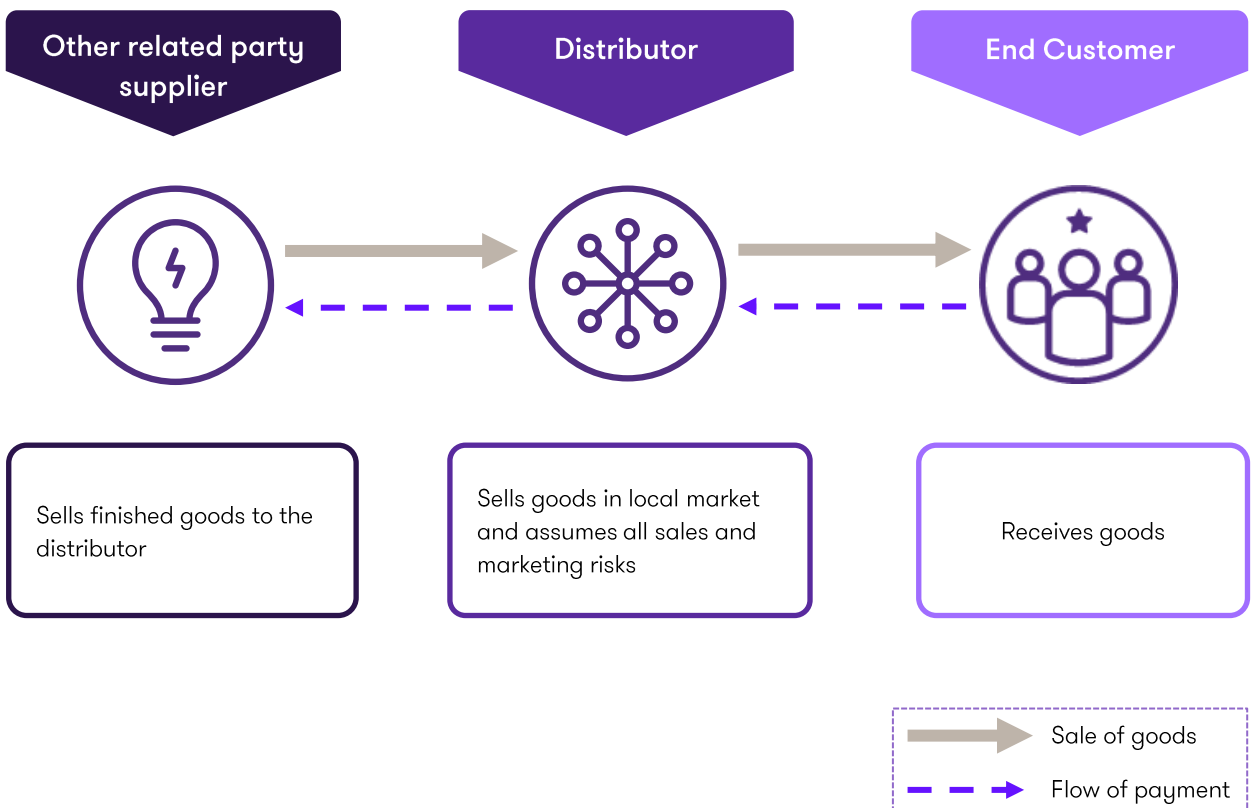 Other related party
supplier
Distributor
End Customer
Sells finished goods to the
distributor
Sells goods in local market
and assumes all sales and
marketing risks
Receives goods
Sale of goods
Flow of payment